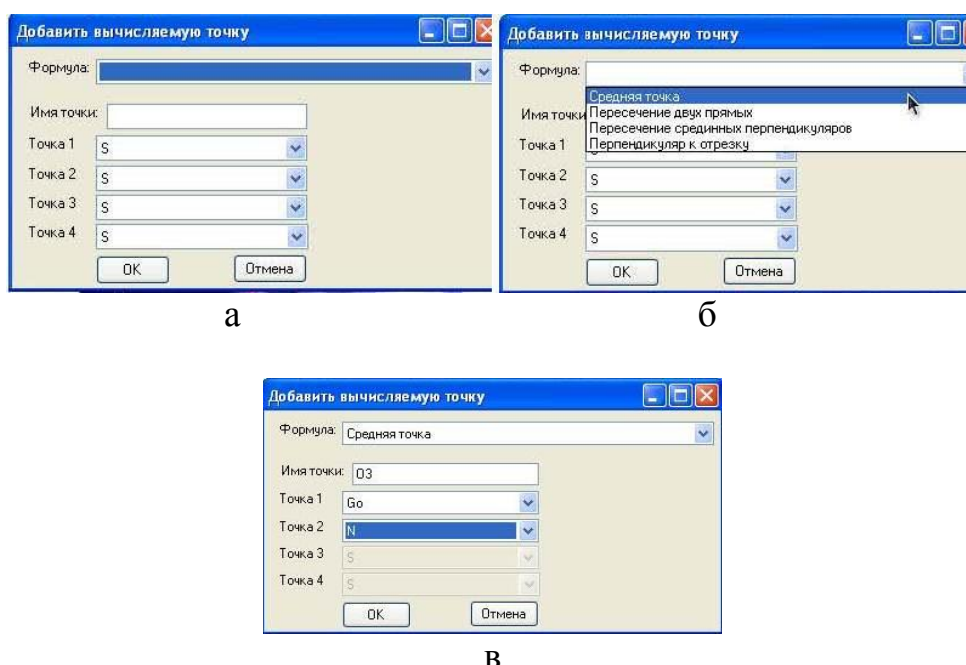 Добавить вычисляемую точку
Формула:
Имя точки:
Точка 1 S
Точка 2 S
Точка 3 S
Точка 4 S
OK Отмена
а
Добавить вычисляемую точку
Формула:
Средняя точка
Имя точки Пересечение двух прямых
Пересечение срединных перпендикуляров
Точка 1 Перпендикуляр к отрезку
Точка 2 S
Точка 3 S
Точка 4 S
OK Отмена
б
Добавить вычисляемую точку
Формула: Средняя точка
Имя точки: O3
Точка 1 Go
Точка 2 N
Точка 3 S
Точка 4 S
OK Отмена
в